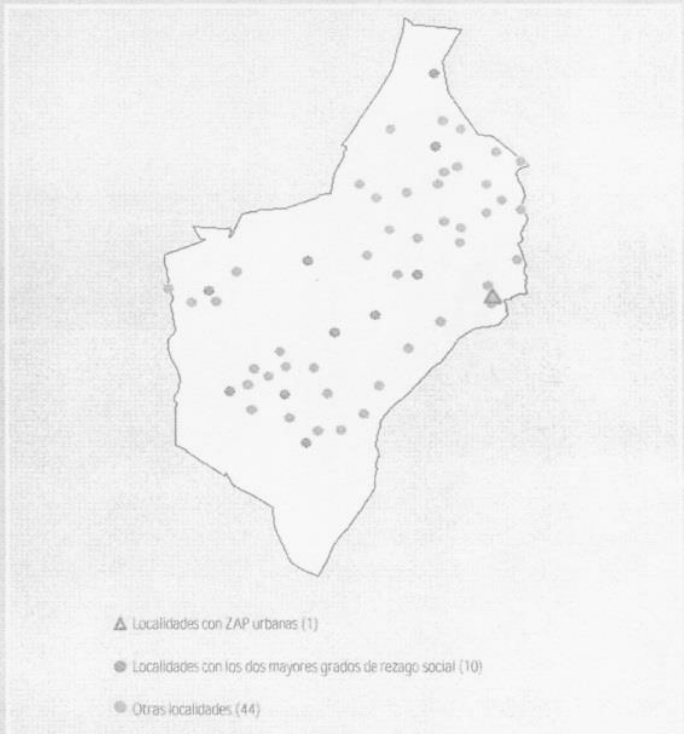 Localidades con ZAP urbanas (1)
Localidades con los dos mayores grados de rezago social (10)
Otras localidades (44)